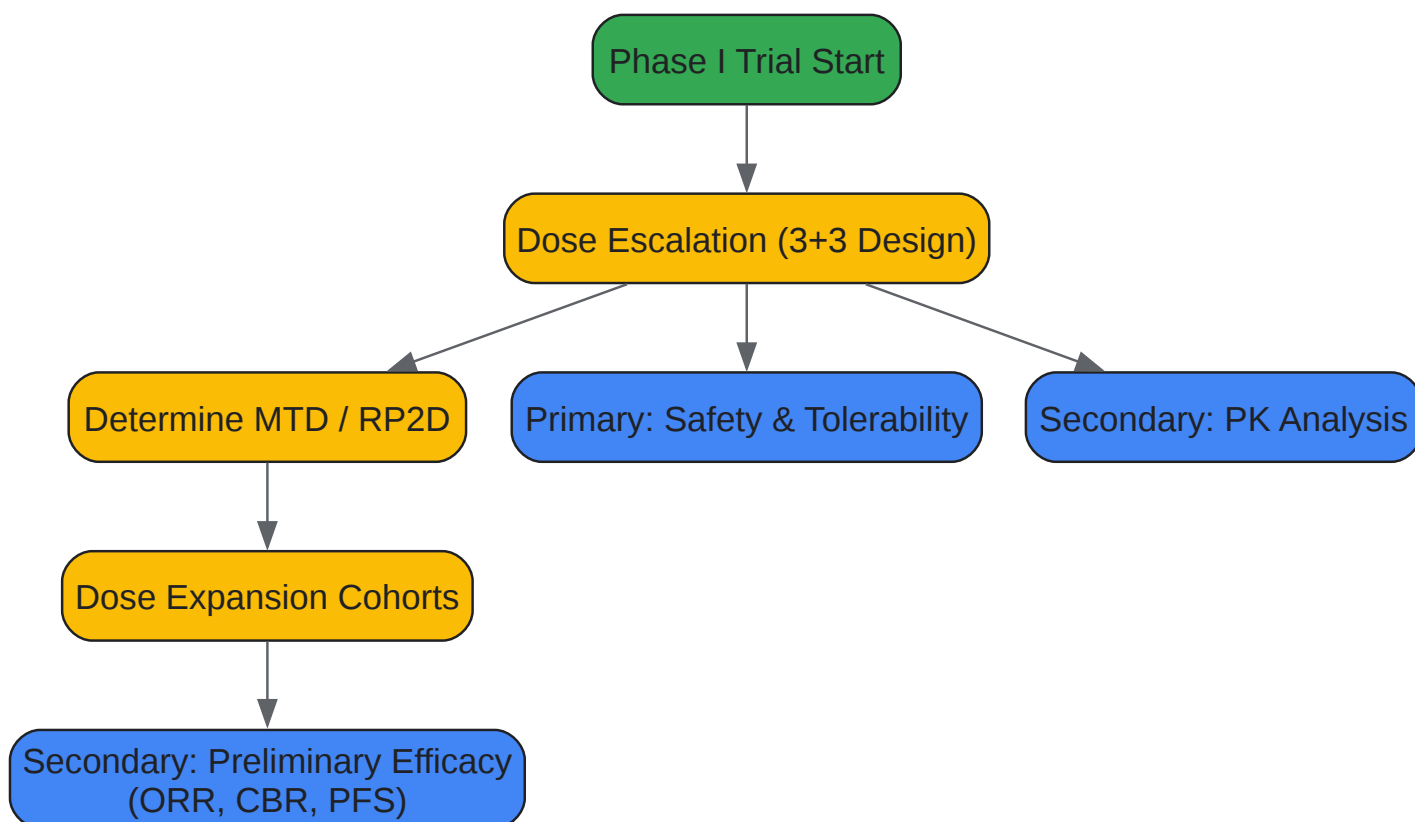 Phase I Trial Start
Dose Escalation (3+3 Design)
Determine MTD / RP2D
Primary: Safety & Tolerability
Secondary: PK Analysis
Dose Expansion Cohorts
Secondary: Preliminary Efficacy
(ORR, CBR, PFS)